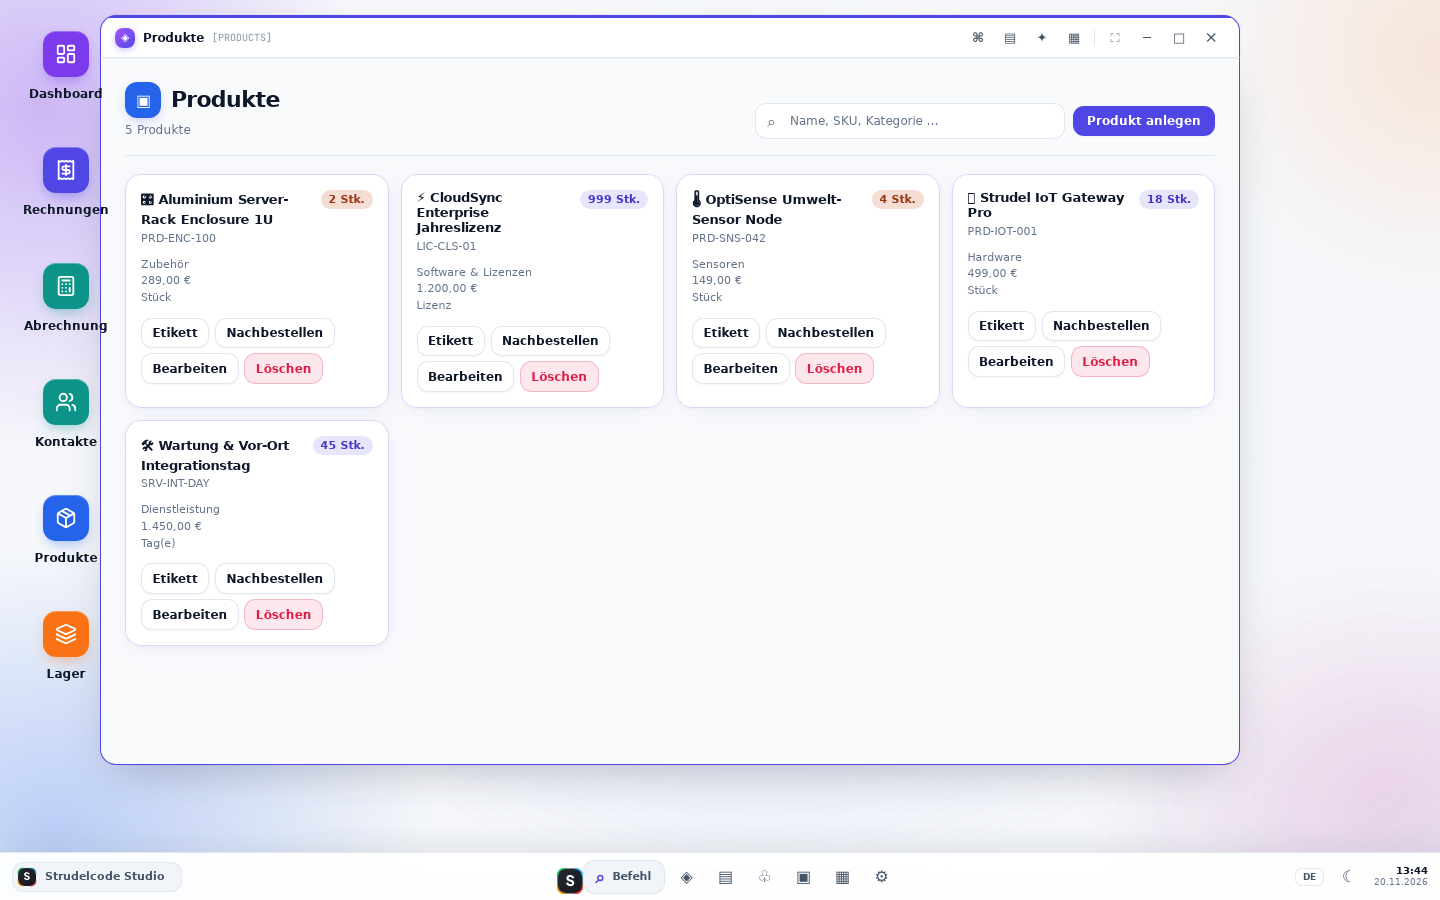 Dashboard
Rechnungen
Abrechnung
Kontakte
Produkte
Lager
Produkte [PRODUCTS]
Produkte
5 Produkte
Name, SKU, Kategorie ...
Produkt anlegen
Aluminium Server-
Rack Enclosure 1U
2 Stk.
PRD-ENC-100
Zubehör
289,00 €
Stück
Etikett
Nachbestellen
Bearbeiten
Löschen
CloudSync
Enterprise
Jahreslizenz
999 Stk.
LIC-CLS-01
Software & Lizenzen
1.200,00 €
Lizenz
Etikett
Nachbestellen
Bearbeiten
Löschen
OptiSense Umwelt-
Sensor Node
4 Stk.
PRD-SNS-042
Sensoren
149,00 €
Stück
Etikett
Nachbestellen
Bearbeiten
Löschen
Strudel IoT Gateway
Pro
18 Stk.
PRD-IOT-001
Hardware
499,00 €
Stück
Etikett
Nachbestellen
Bearbeiten
Löschen
Wartung & Vor-Ort
Integrationstag
45 Stk.
SRV-INT-DAY
Dienstleistung
1.450,00 €
Tag(e)
Etikett
Nachbestellen
Bearbeiten
Löschen
S Strudelcode Studio
S
Befehl
DE
13:44
20.11.2026